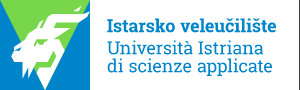 Istarsko veleučilište
Università Istriana
di scienze applicate